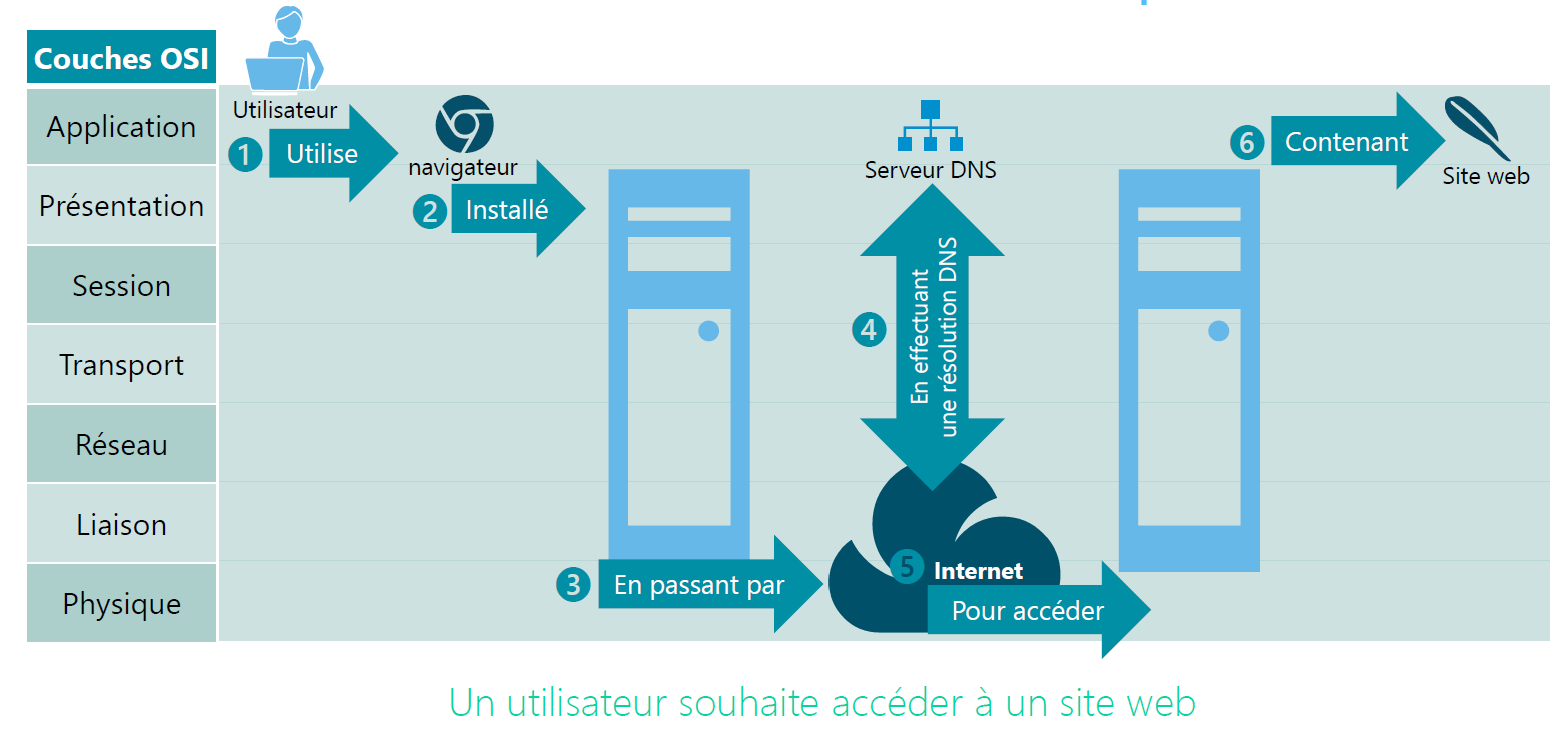 Couches OSI
Application
Présentation
Session
Transport
Réseau
Liaison
Physique
Utilisateur
1
Utilise
navigateur
2
Installé
3
En passant par
Serveur DNS
4
En effectuant
une résolution DNS
5
Internet
Pour accéder
6
Contenant
Site web
Un utilisateur souhaite accéder à un site web